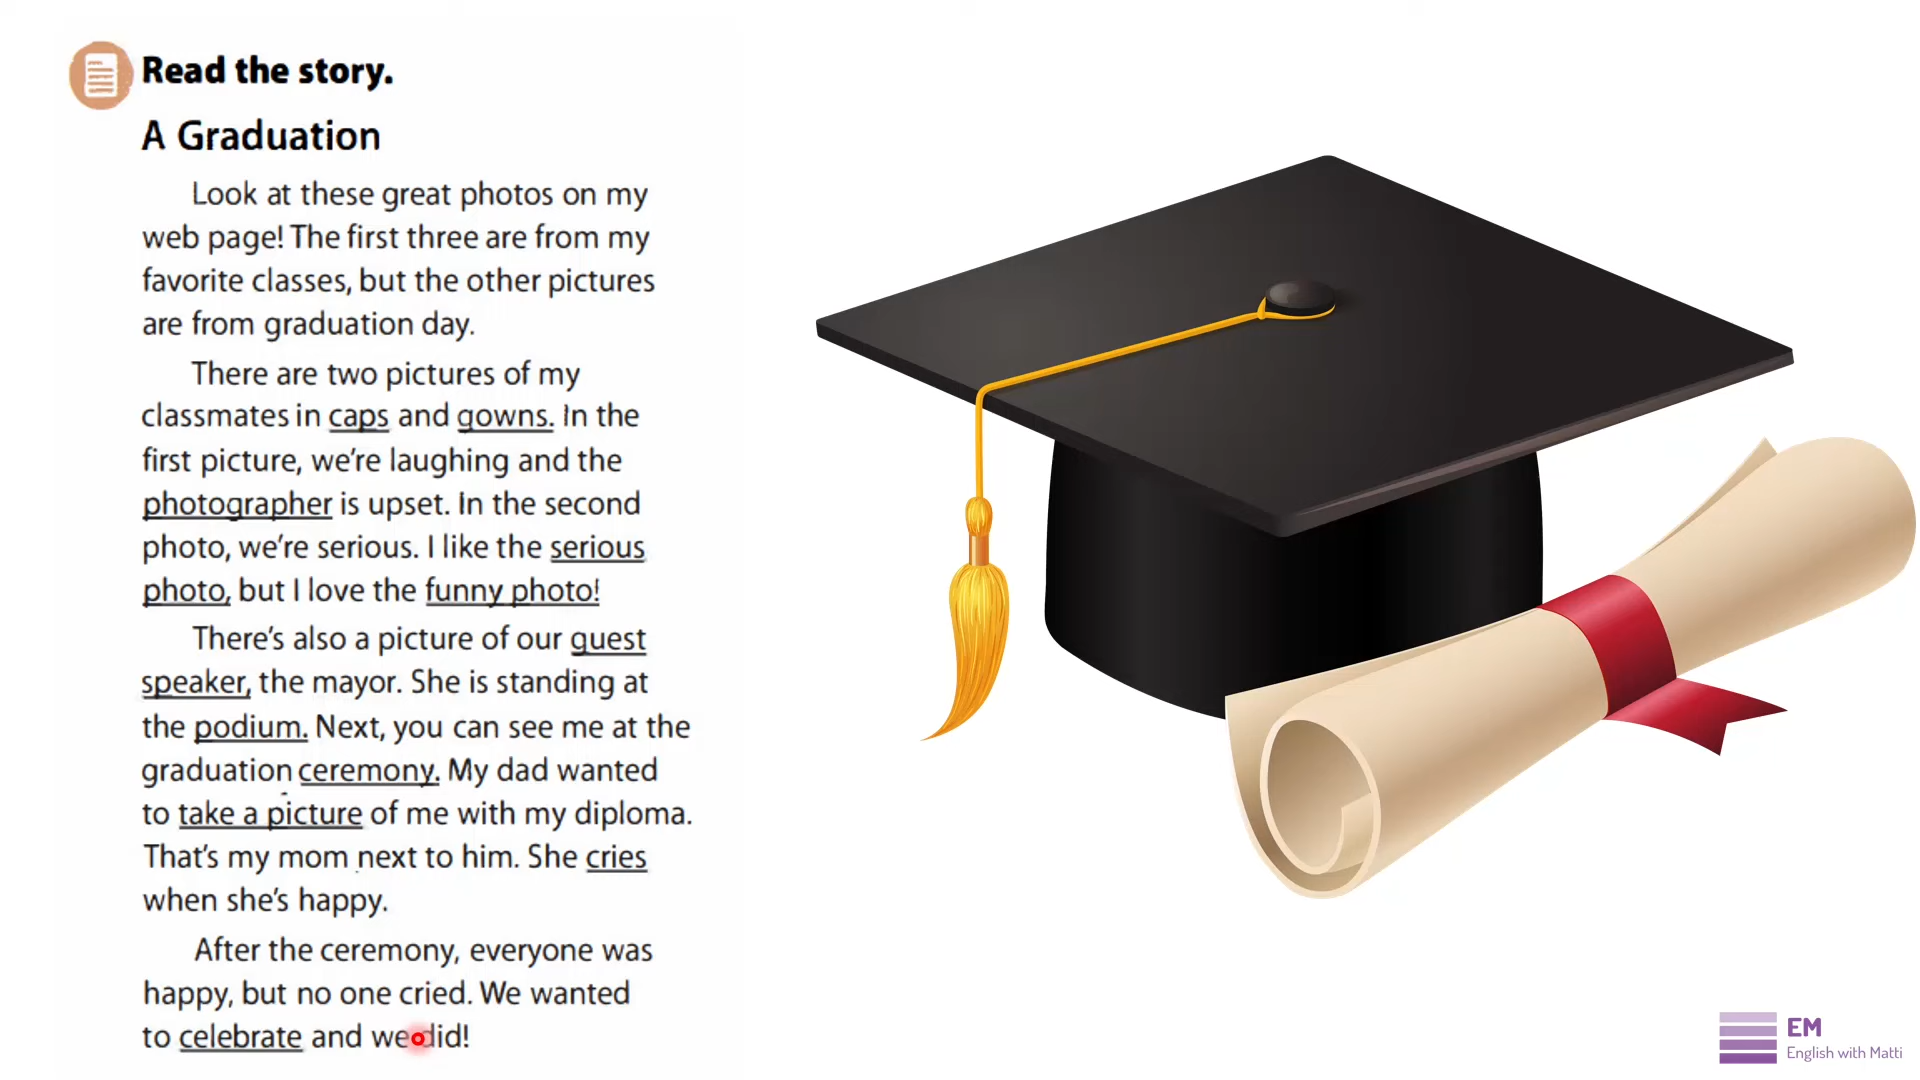 Read the story.
A Graduation
Look at these great photos on my
web page! The first three are from my
favorite classes, but the other pictures
are from graduation day.
There are two pictures of my
classmates in caps and gowns. In the
first picture, we're laughing and the
photographer is upset. In the second
photo, we're serious. I like the serious
photo, but I love the funny photo!
There's also a picture of our guest
speaker, the mayor. She is standing at
the podium. Next, you can see me at the
graduation ceremony. My dad wanted
to take a picture of me with my diploma.
That's my mom next to him. She cries
when she's happy.
After the ceremony, everyone was
happy, but no one cried. We wanted
to celebrate and we did!
EM
English with Matti